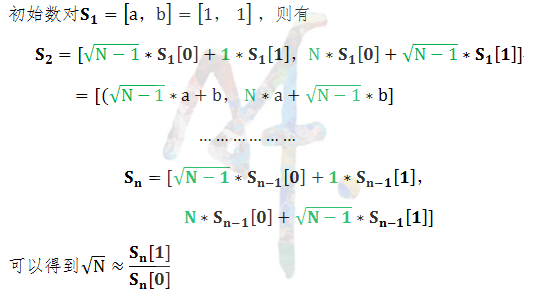 初始数对S₁ = [a，b] = [1， 1]，则有
S₂ = [√(N−1) * S₁[0] + 1 * S₁[1]，N * S₁[0] + √(N−1) * S₁[1]]
= [(√(N−1) * a + b， N * a + √(N−1) * b]
… … … … … … …
Sₙ = [√(N−1) * Sₙ₋₁[0] + 1 * Sₙ₋₁[1]，
N * Sₙ₋₁[0] + √(N−1) * Sₙ₋₁[1]]
可以得到√N ≈ Sₙ[1] / Sₙ[0]